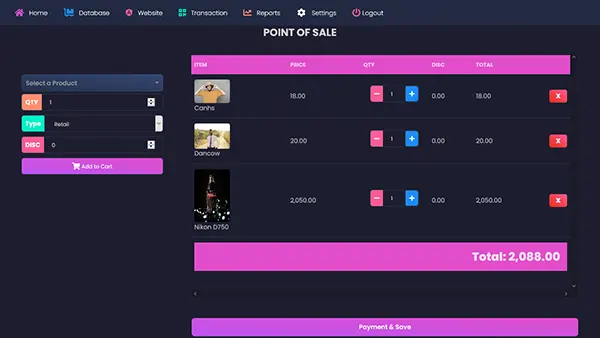 Home Database Website Transaction Reports Settings Logout
POINT OF SALE
Select a Product
QTY 1
Type Retail
DISC 0
Add to Cart
ITEM PRICE QTY DISC TOTAL
18.00 1 0.00 18.00 X
Canhs
20.00 1 0.00 20.00 X
Dancow
2,050.00 1 0.00 2,050.00 X
Nikon D750
Total: 2,088.00
Payment & Save